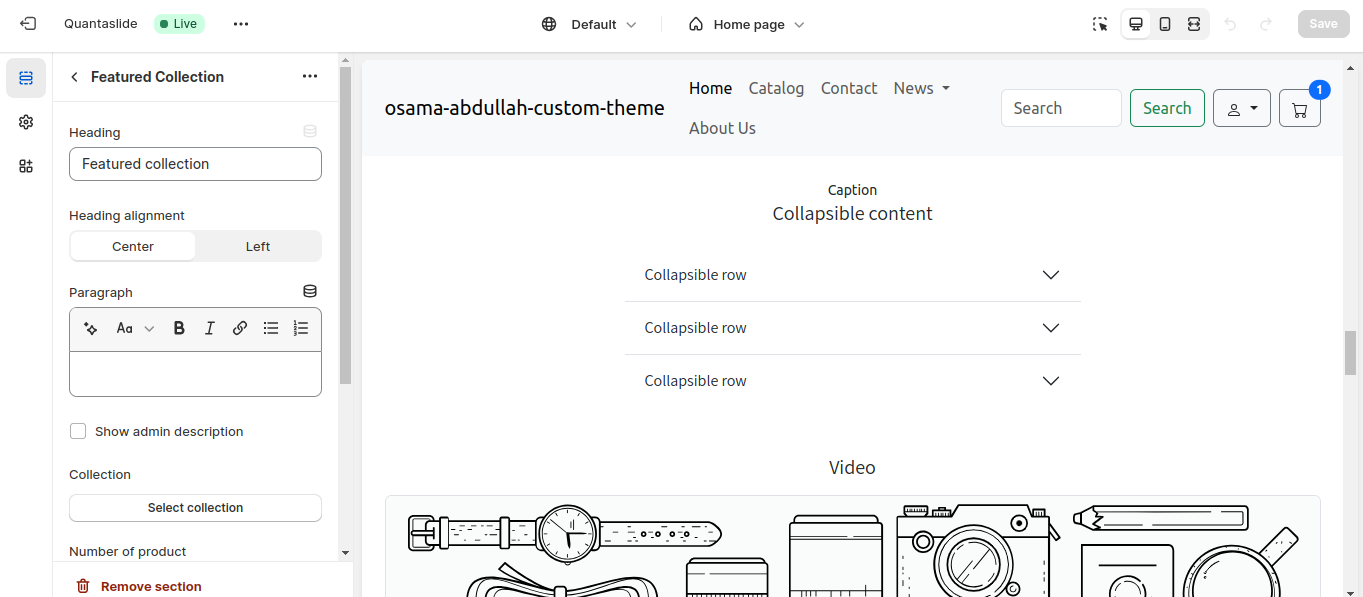 Quantaslide
Live
Default
Home page
Save
Featured Collection
Heading
Featured collection
Heading alignment
Center
Left
Paragraph
Aa
B
I
Show admin description
Collection
Select collection
Number of product
Remove section
osama-abdullah-custom-theme
Home
Catalog
Contact
News
About Us
Search
Search
1
Caption
Collapsible content
Collapsible row
Collapsible row
Collapsible row
Video